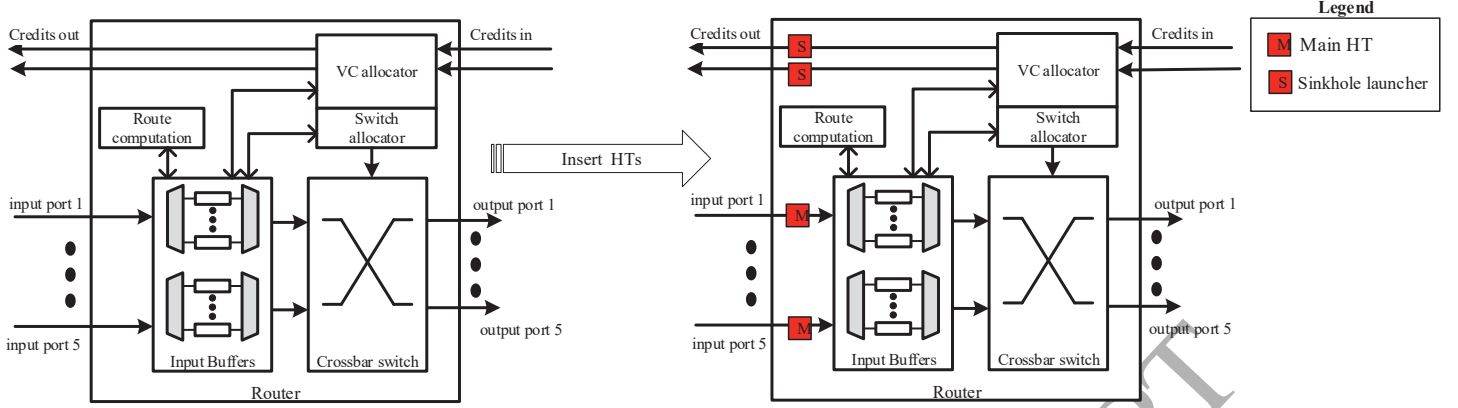 Credits out
Credits in
VC allocator
Route
computation
Switch
allocator
input port 1
output port 1
input port 5
output port 5
Input Buffers
Crossbar switch
Router
Insert HTs
Legend
M Main HT
S Sinkhole launcher
Credits out
S
S
Credits in
VC allocator
Route
computation
Switch
allocator
input port 1
M
output port 1
input port 5
M
output port 5
Input Buffers
Crossbar switch
Router
PT